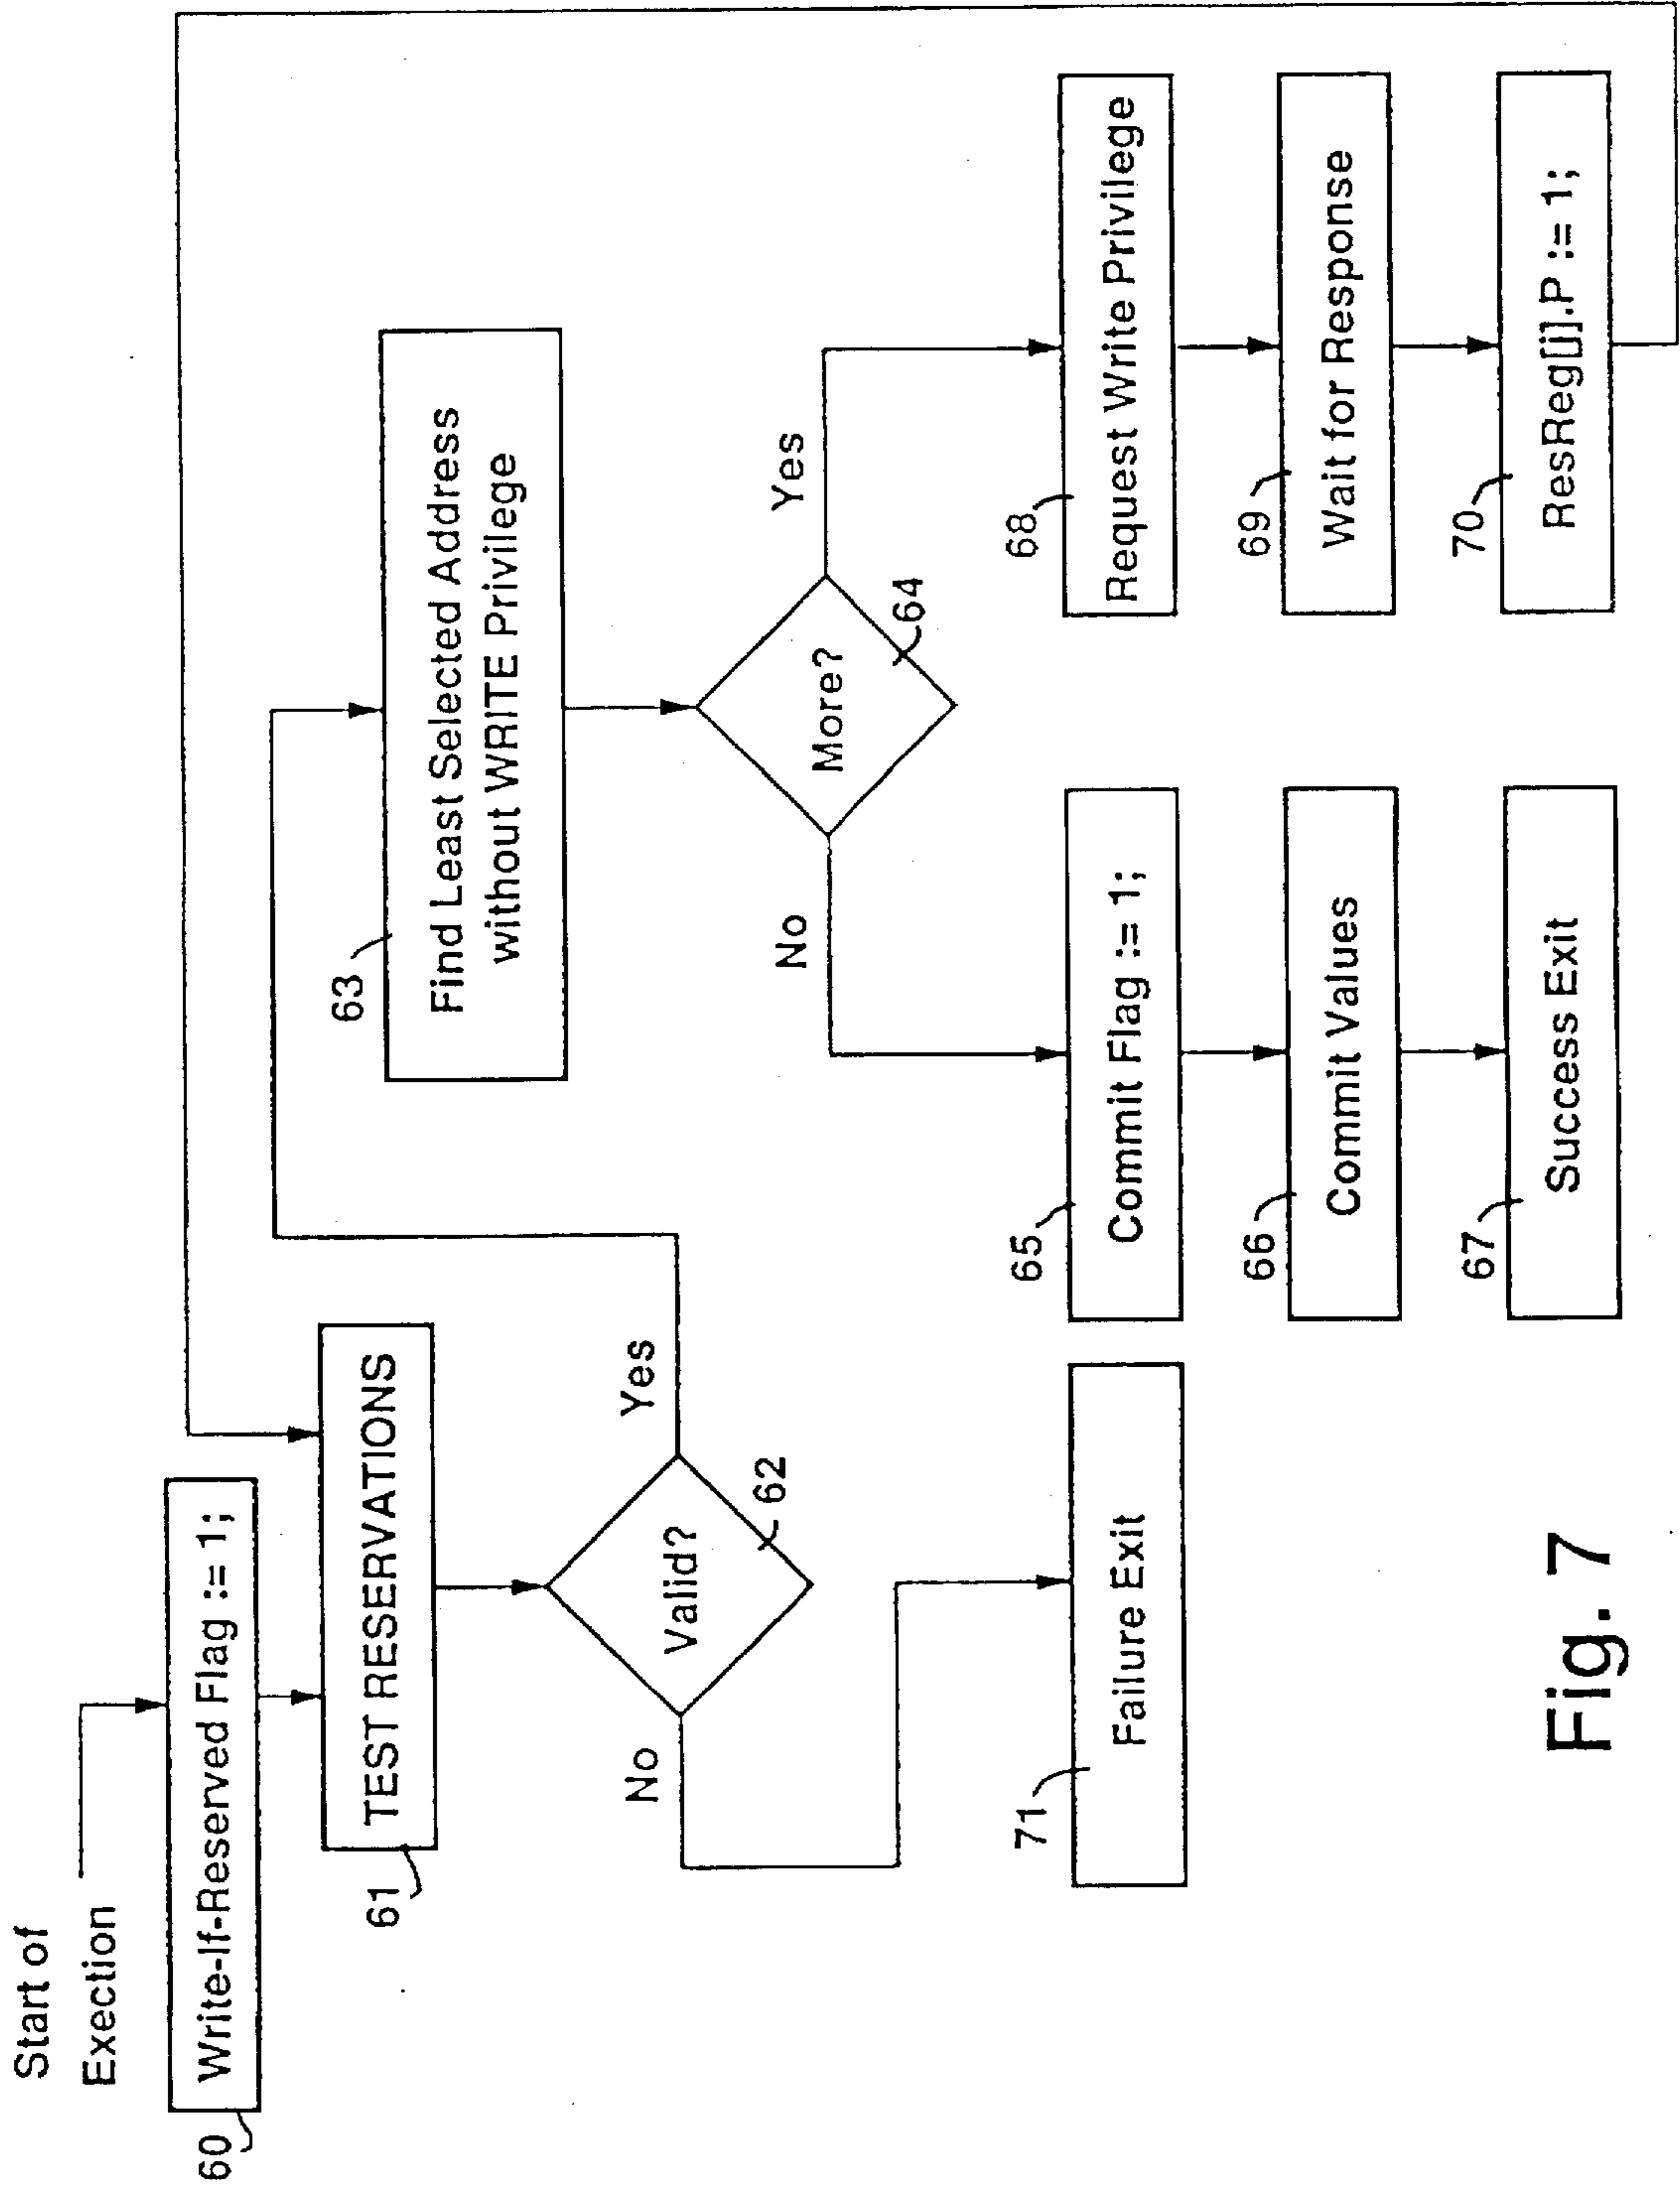 Start of
Exection
60
Write-If-Reserved Flag := 1;
61
TEST RESERVATIONS
Valid?
62
No
Yes
63
Find Least Selected Address
without WRITE Privilege
More?
64
No
Yes
71
Failure Exit
65
Commit Flag := 1;
66
Commit Values
67
Success Exit
68
Request Write Privilege
69
Wait for Response
70
ResReg[j].P := 1;
Fig. 7